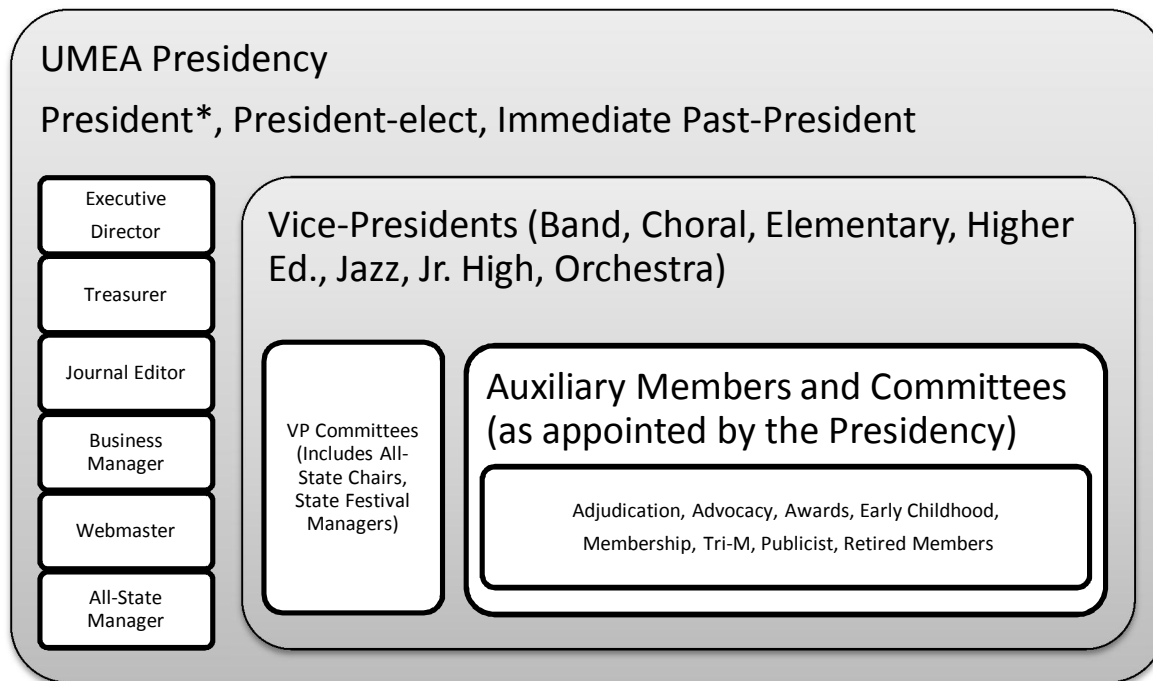 UMEA Presidency
President*, President-elect, Immediate Past-President
Executive
Director
Treasurer
Journal Editor
Business
Manager
Webmaster
All-State
Manager
Vice-Presidents (Band, Choral, Elementary, Higher
Ed., Jazz, Jr. High, Orchestra)
VP Committees
(Includes All-
State Chairs,
State Festival
Managers)
Auxiliary Members and Committees
(as appointed by the Presidency)
Adjudication, Advocacy, Awards, Early Childhood,
Membership, Tri-M, Publicist, Retired Members